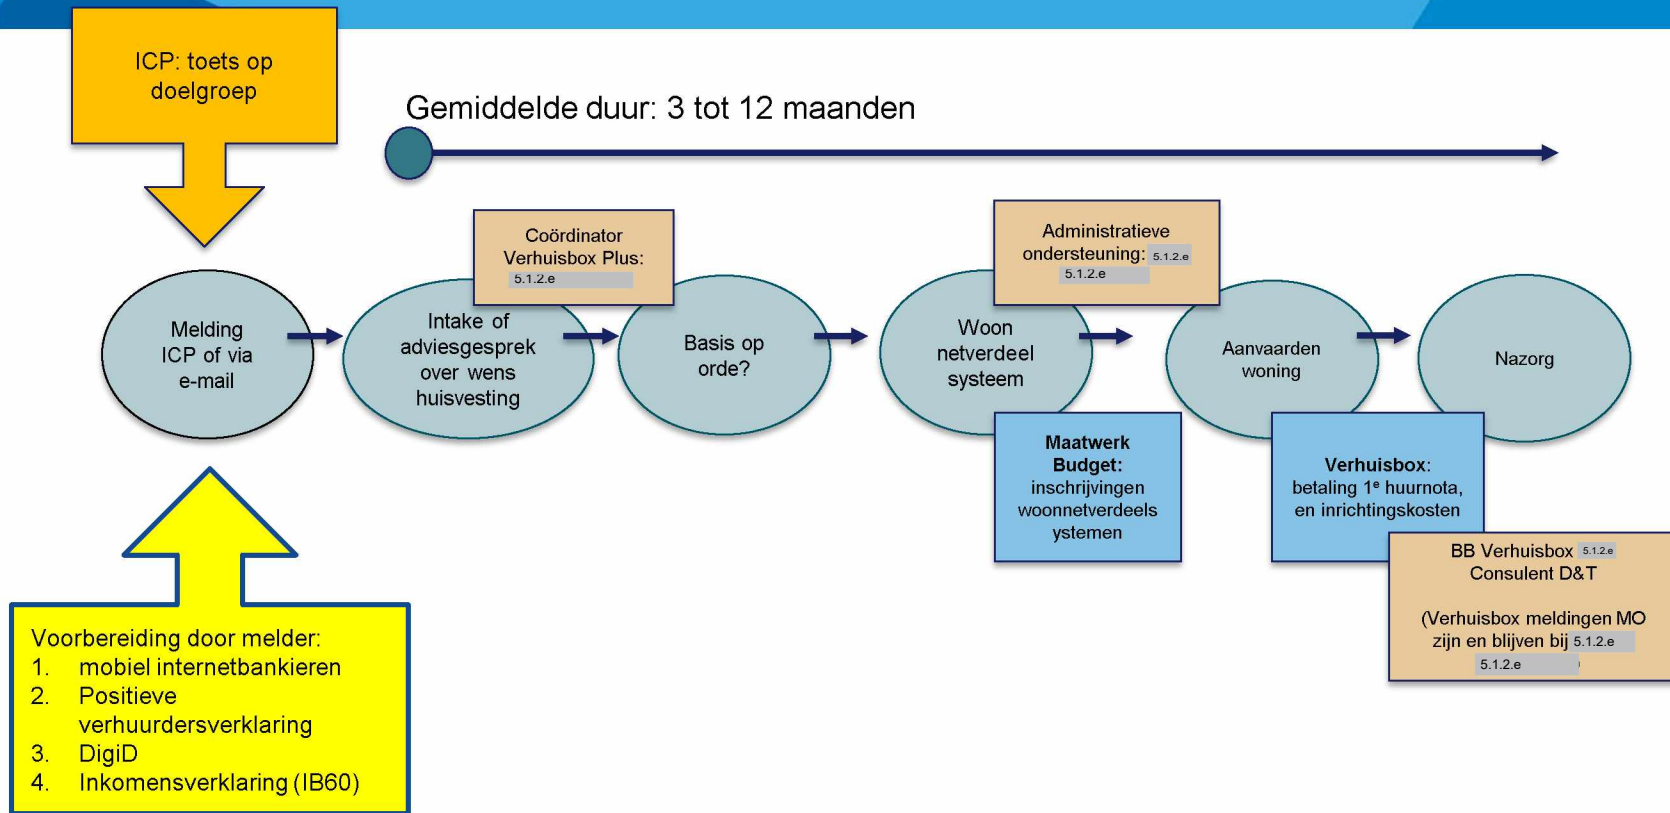 ICP: toets op
doelgroep
Gemiddelde duur: 3 tot 12 maanden
Coördinator
Verhuisbox Plus:
5.1.2.e
Administratieve
ondersteuning: 5.1.2.e
5.1.2.e
Melding
ICP of via
e-mail
Intake of
adviesgesprek
over wens
huisvesting
Basis op
orde?
Woon
netverdeel
systeem
Aanvaarden
woning
Nazorg
Maatwerk
Budget:
inschrijvingen
woonnetverdeels
ystemen
Verhuisbox:
betaling 1e huurnota,
en inrichtingskosten
BB Verhuisbox 5.1.2.e
Consulent D&T
(Verhuisbox meldingen MO
zijn en blijven bij 5.1.2.e
5.1.2.e
Voorbereiding door melder:
1. mobiel internetbankieren
2. Positieve
verhuurdersverklaring
3. DigiD
4. Inkomensverklaring (IB60)